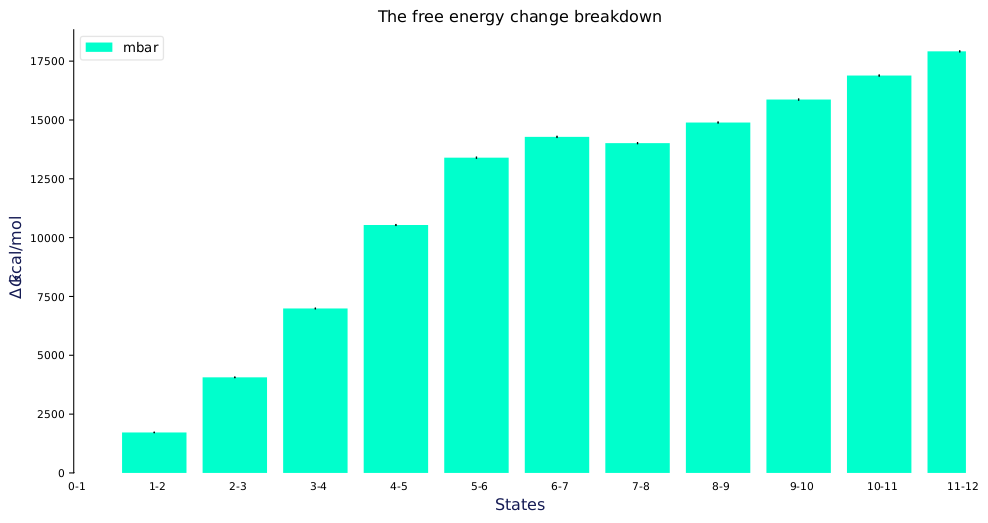 The free energy change breakdown
mbar
17500
15000
12500
10000
7500
5000
2500
0
kcal/mol
0-1 1-2 2-3 3-4 4-5 5-6 6-7 7-8 8-9 9-10 10-11 11-12
States